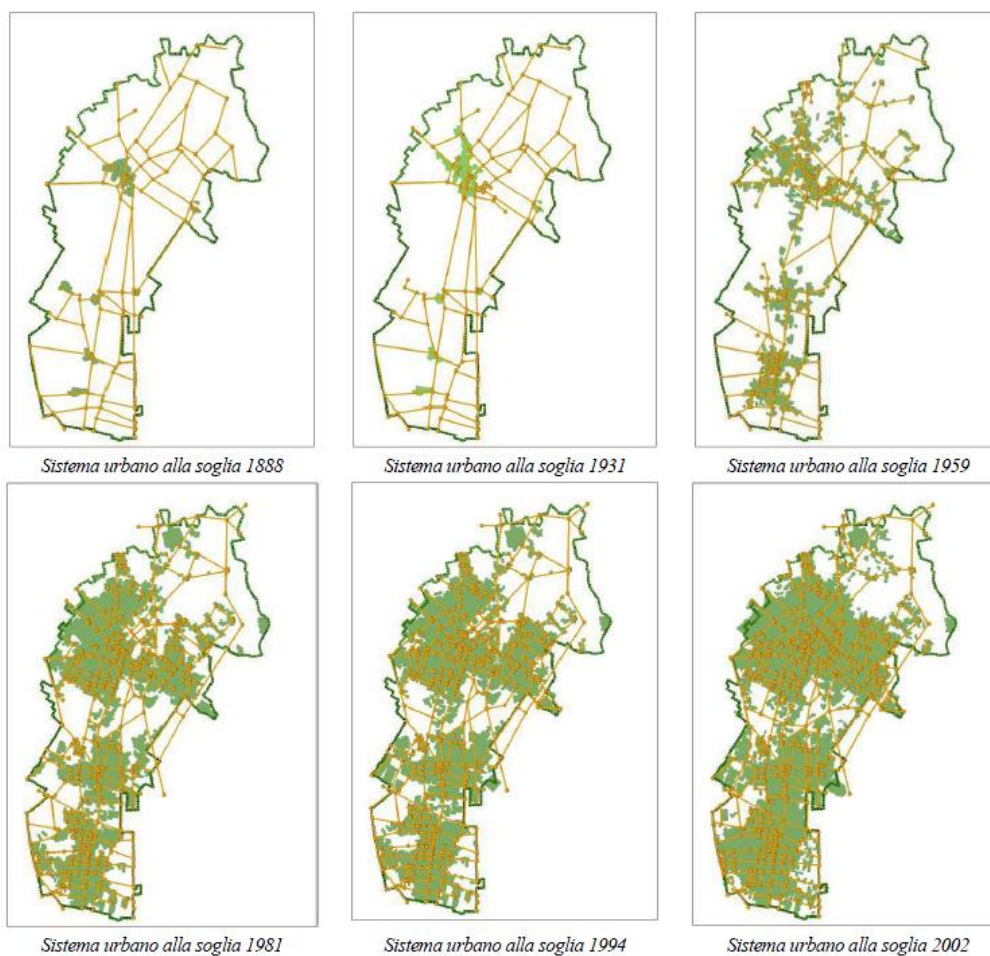 Sistema urbano alla soglia 1888
Sistema urbano alla soglia 1931
Sistema urbano alla soglia 1959
Sistema urbano alla soglia 1981
Sistema urbano alla soglia 1994
Sistema urbano alla soglia 2002